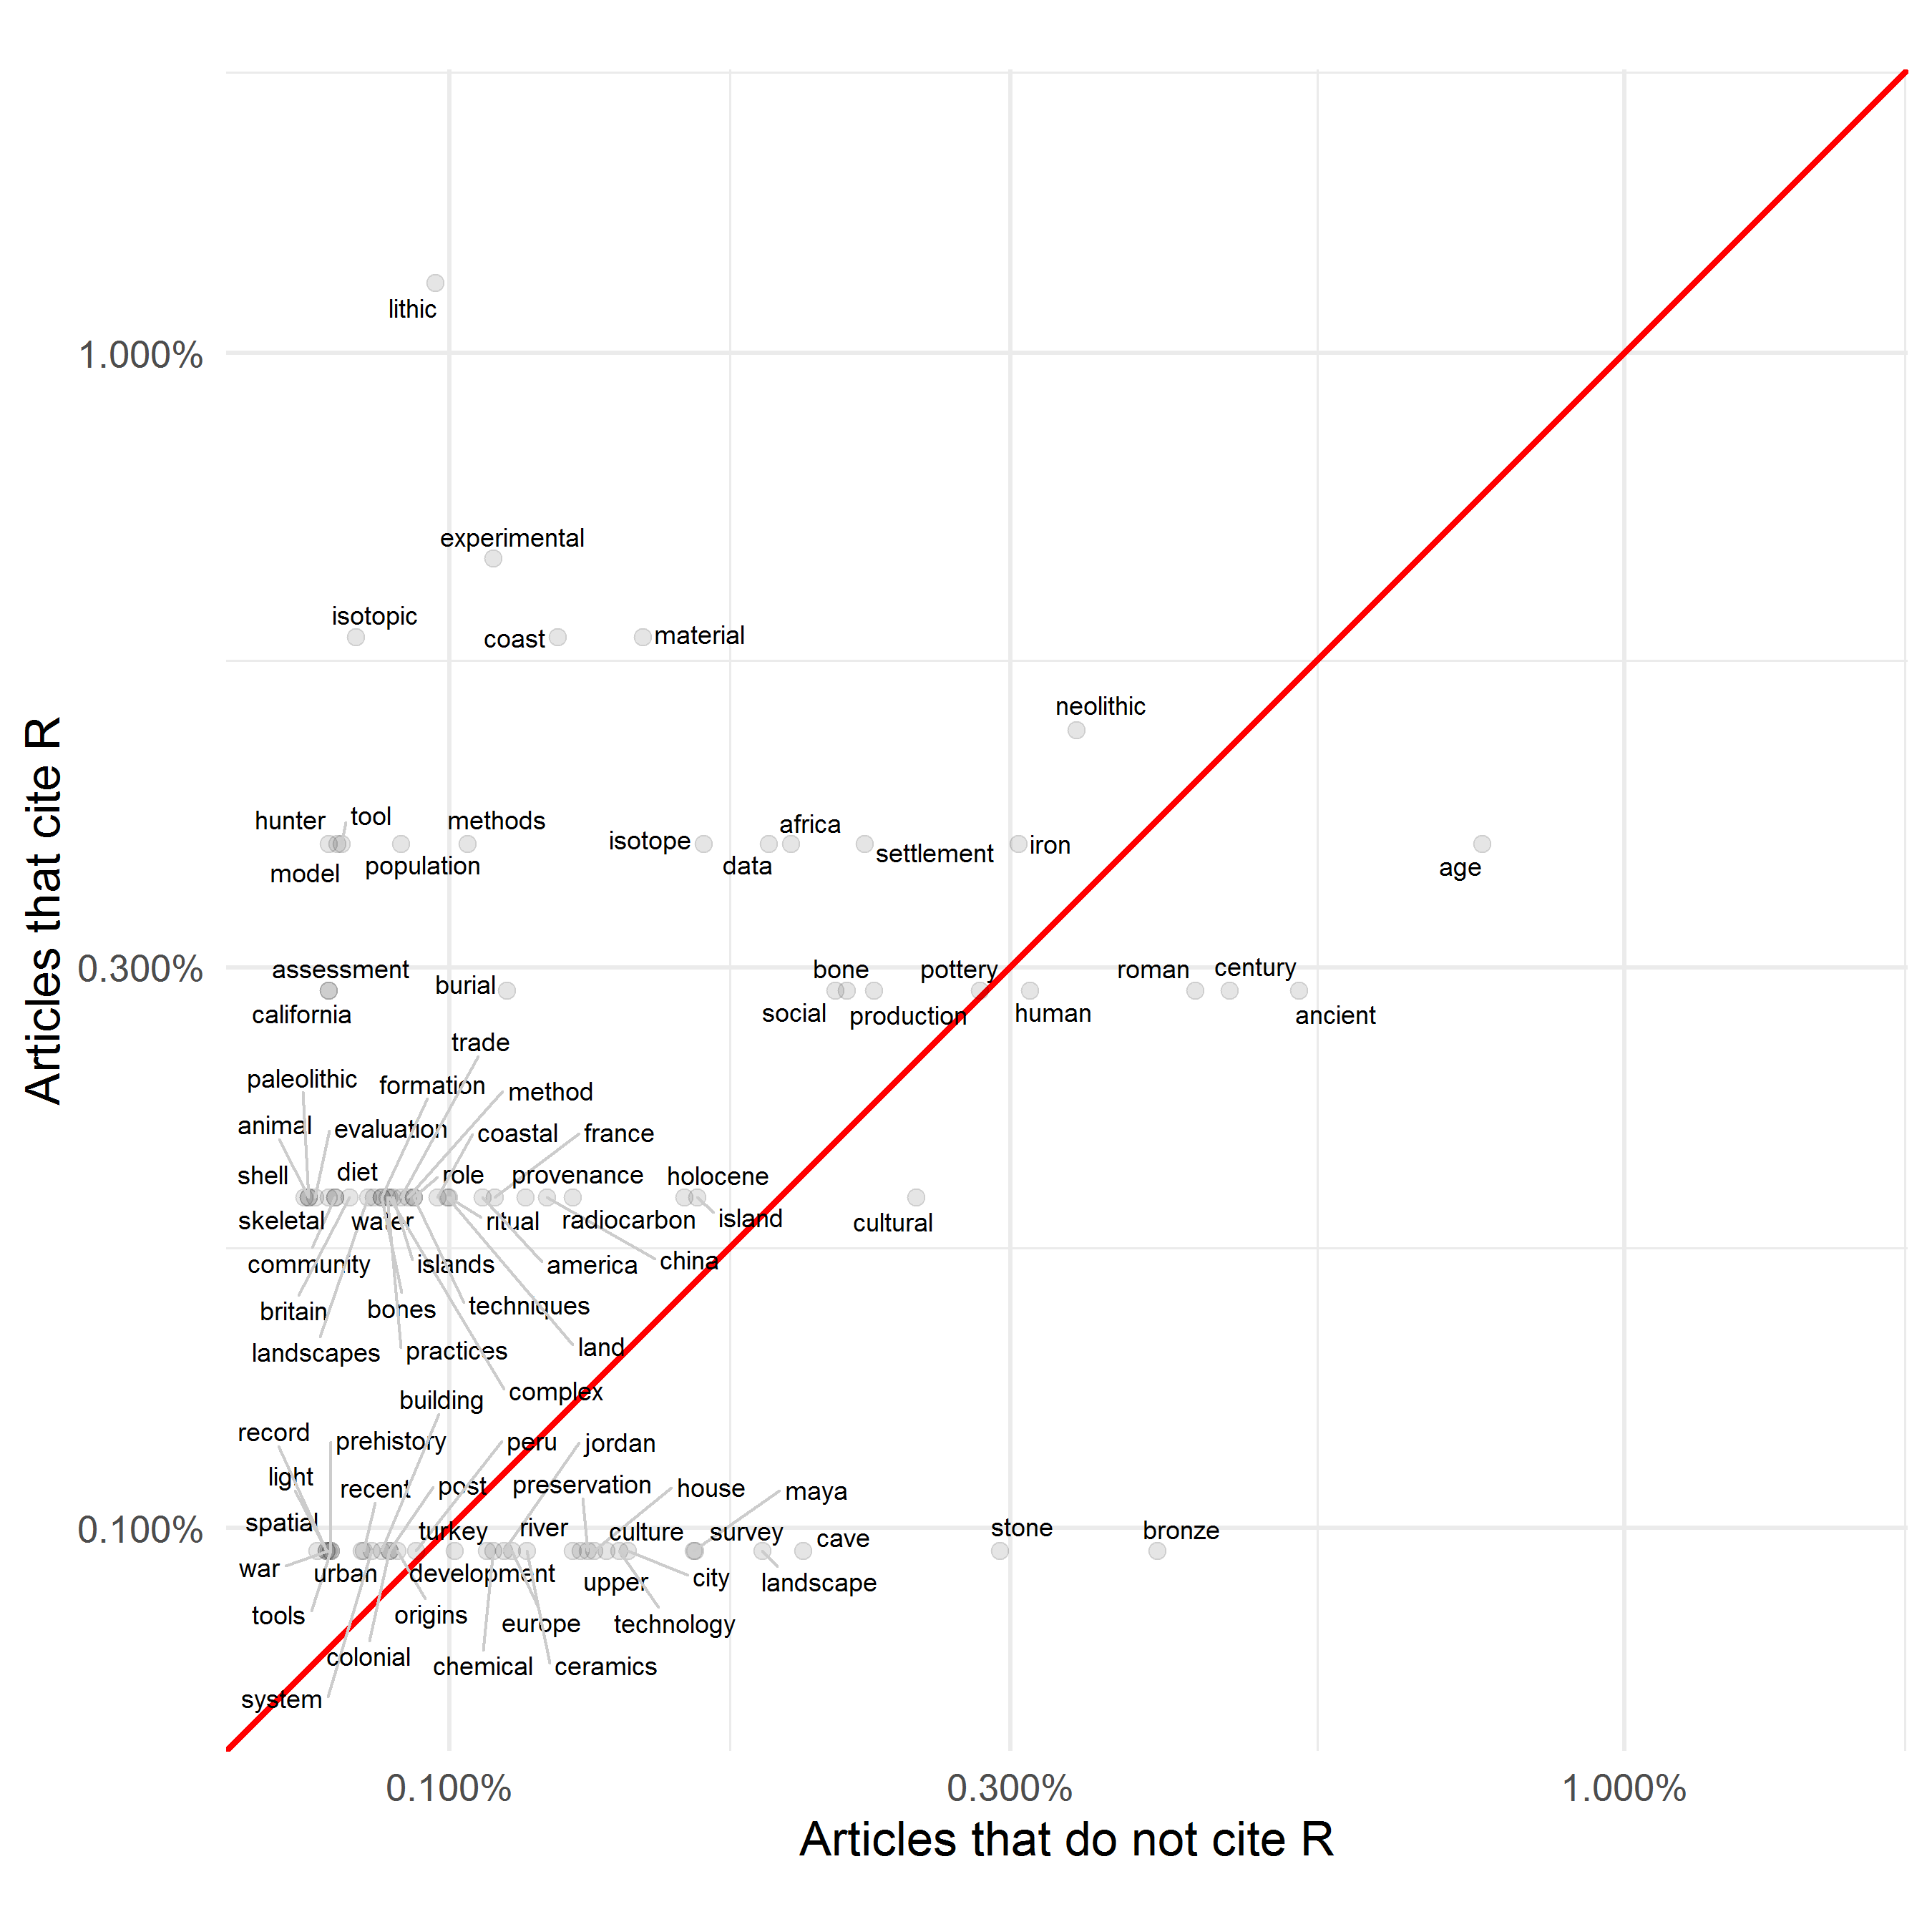 lithic
1.000%
experimental
isotopic
coast
material
neolithic
hunter
tool
methods
isotope
africa
iron
settlement
model
population
data
age
0.300%
assessment
burial
bone
pottery
roman
century
california
social
production
human
ancient
trade
paleolithic
formation
method
animal
evaluation
coastal
france
shell
diet
role
provenance
holocene
skeletal
water
ritual
radiocarbon
island
cultural
community
islands
america
china
britain
bones
techniques
landscapes
practices
land
building
complex
record
prehistory
peru
jordan
light
recent
post
preservation
house
maya
0.100%
spatial
turkey
river
culture
survey
cave
stone
bronze
war
urban
development
upper
city
landscape
tools
origins
europe
technology
colonial
chemical
ceramics
system
0.100%
0.300%
1.000%
Articles that do not cite R
Articles that cite R